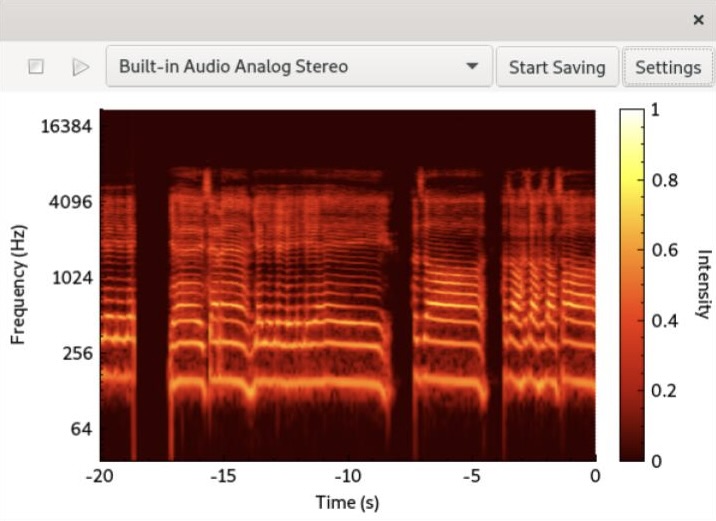 ×
Built-in Audio Analog Stereo
Start Saving
Settings
16384
4096
1024
256
64
Frequency (Hz)
-20
-15
-10
-5
0
Time (s)
1
0.8
0.6
0.4
0.2
0
Intensity